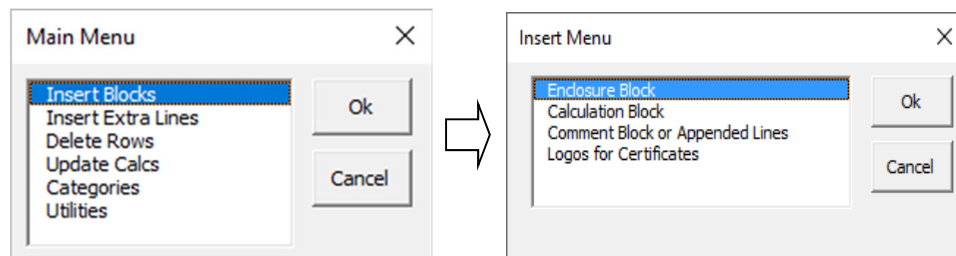 Main Menu
Insert Blocks
Insert Extra Lines
Delete Rows
Update Calcs
Categories
Utilities
Ok
Cancel
Insert Menu
Enclosure Block
Calculation Block
Comment Block or Appended Lines
Logos for Certificates
Ok
Cancel